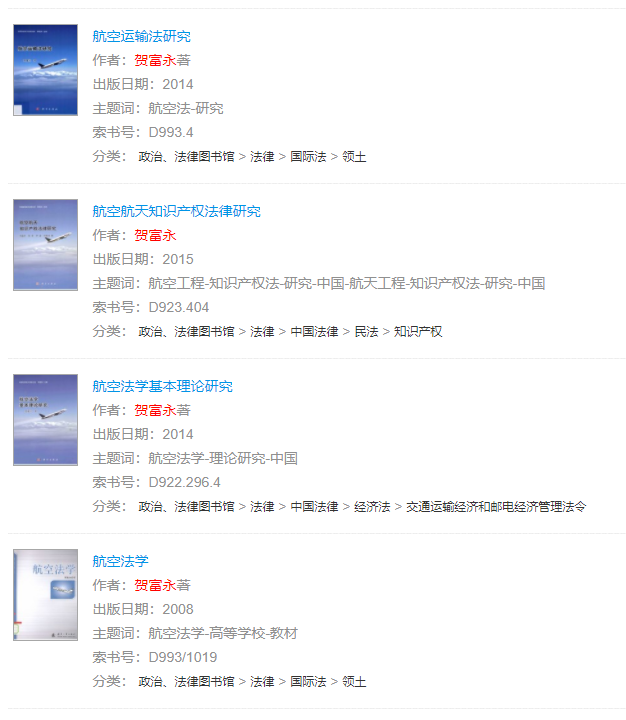 航空运输法研究
作者：贺富永著
出版日期：2014
主题词：航空法-研究
索书号：D993.4
分类： 政治、法律图书馆 > 法律 > 国际法 > 领土
航空航天知识产权法律研究
作者：贺富永
出版日期：2015
主题词：航空工程-知识产权法-研究-中国-航天工程-知识产权法-研究-中国
索书号：D923.404
分类： 政治、法律图书馆 > 法律 > 中国法律 > 民法 > 知识产权
航空法学基本理论研究
作者：贺富永著
出版日期：2014
主题词：航空法学-理论研究-中国
索书号：D922.296.4
分类： 政治、法律图书馆 > 法律 > 中国法律 > 经济法 > 交通运输经济和邮电经济管理法令
航空法学
航空法学
作者：贺富永著
出版日期：2008
主题词：航空法学-高等学校-教材
索书号：D993/1019
分类： 政治、法律图书馆 > 法律 > 国际法 > 领土